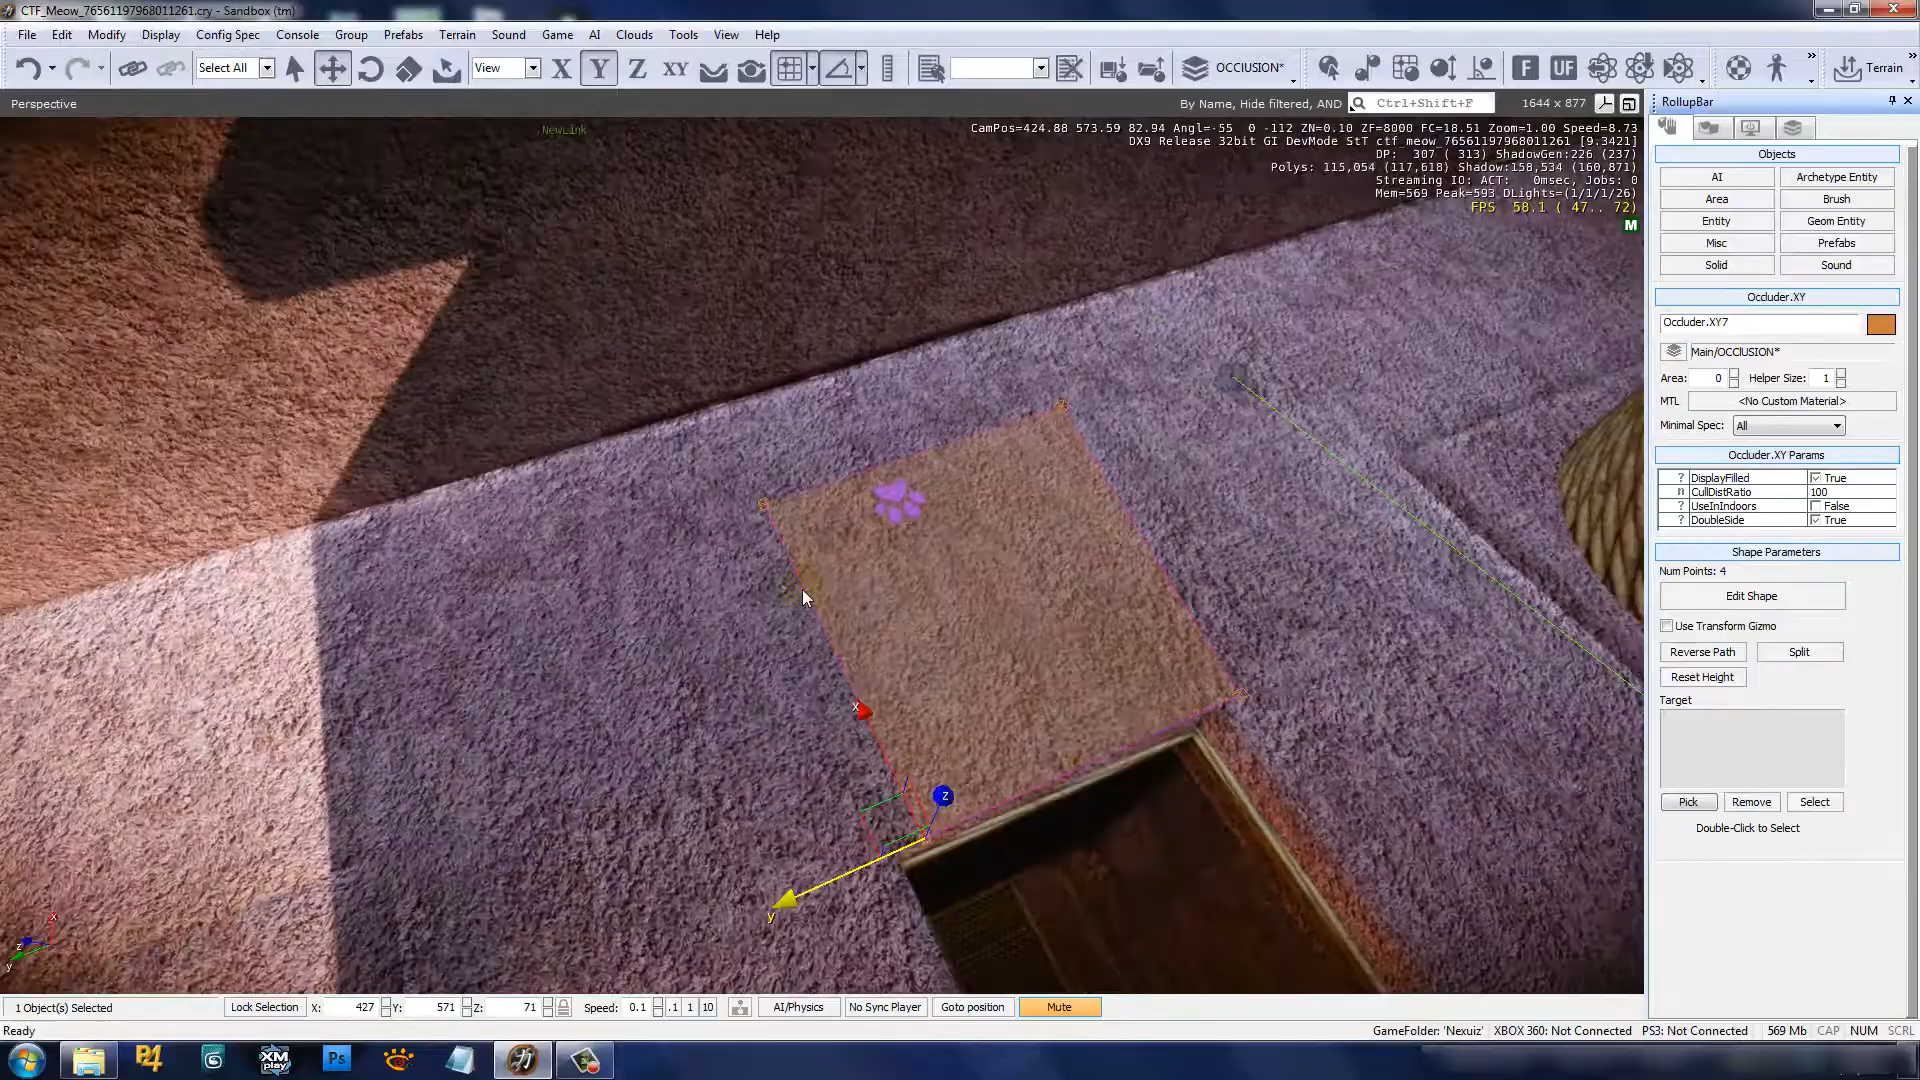 CTF_Meow_76561197968011261.cry - Sandbox (tm)
File Edit Modify Display Config Spec Console Group Prefabs Terrain Sound Game AI Clouds Tools View Help
Select All View X Y Z XY OCClUSION* F UF Terrain
Perspective By Name, Hide filtered, AND Ctrl+Shift+F 1644 x 877
RollupBar
NewLink
CamPos=424.88 573.59 82.94 Angl=-55 0 -112 ZN=0.10 ZF=8000 FC=18.51 Zoom=1.00 Speed=8.73
DX9 Release 32bit GI DevMode StT ctf_meow_76561197968011261 [9.3421]
DP: 307 ( 313) ShadowGen:226 (237)
Polys: 115,054 (117,618) Shadow:158,534 (160,871)
Streaming IO: ACT: 0msec, Jobs: 0
Mem=569 Peak=593 DLights=(1/1/1/26)
FPS 58.1 ( 47.. 72)
M
Objects
AI Archetype Entity
Area Brush
Entity Geom Entity
Misc Prefabs
Solid Sound
Occluder.XY
Occluder.XY7
Main/OCClUSION*
Area: 0 Helper Size: 1
MTL <No Custom Material>
Minimal Spec: All
Occluder.XY Params
? DisplayFilled True
n CullDistRatio 100
? UseInIndoors False
? DoubleSide True
Shape Parameters
Num Points: 4
Edit Shape
Use Transform Gizmo
Reverse Path Split
Reset Height
Target
Pick Remove Select
Double-Click to Select
x
z
y
x
z
y
1 Object(s) Selected Lock Selection X: 427 Y: 571 Z: 71 Speed: 0.1 .1 1 10 AI/Physics No Sync Player Goto position Mute
Ready GameFolder: 'Nexuiz' XBOX 360: Not Connected PS3: Not Connected 569 Mb CAP NUM SCRL
P4 XM play Ps